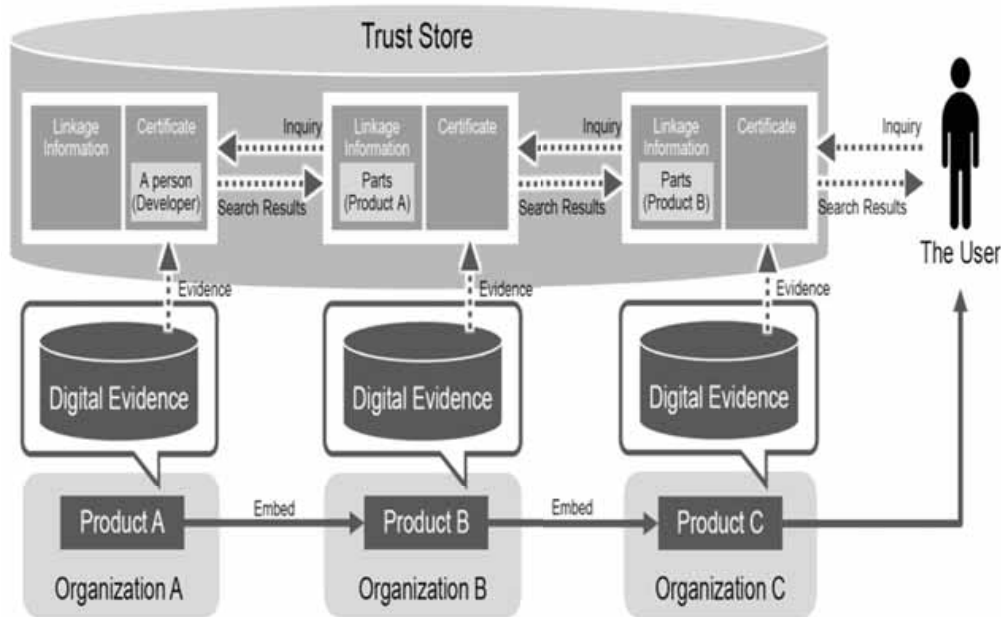 Trust Store
Linkage
Information
Certificate
A person
(Developer)
Inquiry
Search Results
Linkage
Information
Parts
(Product A)
Certificate
Inquiry
Search Results
Linkage
Information
Parts
(Product B)
Certificate
Inquiry
Search Results
The User
Evidence
Evidence
Evidence
Digital Evidence
Digital Evidence
Digital Evidence
Product A
Embed
Product B
Embed
Product C
Organization A
Organization B
Organization C